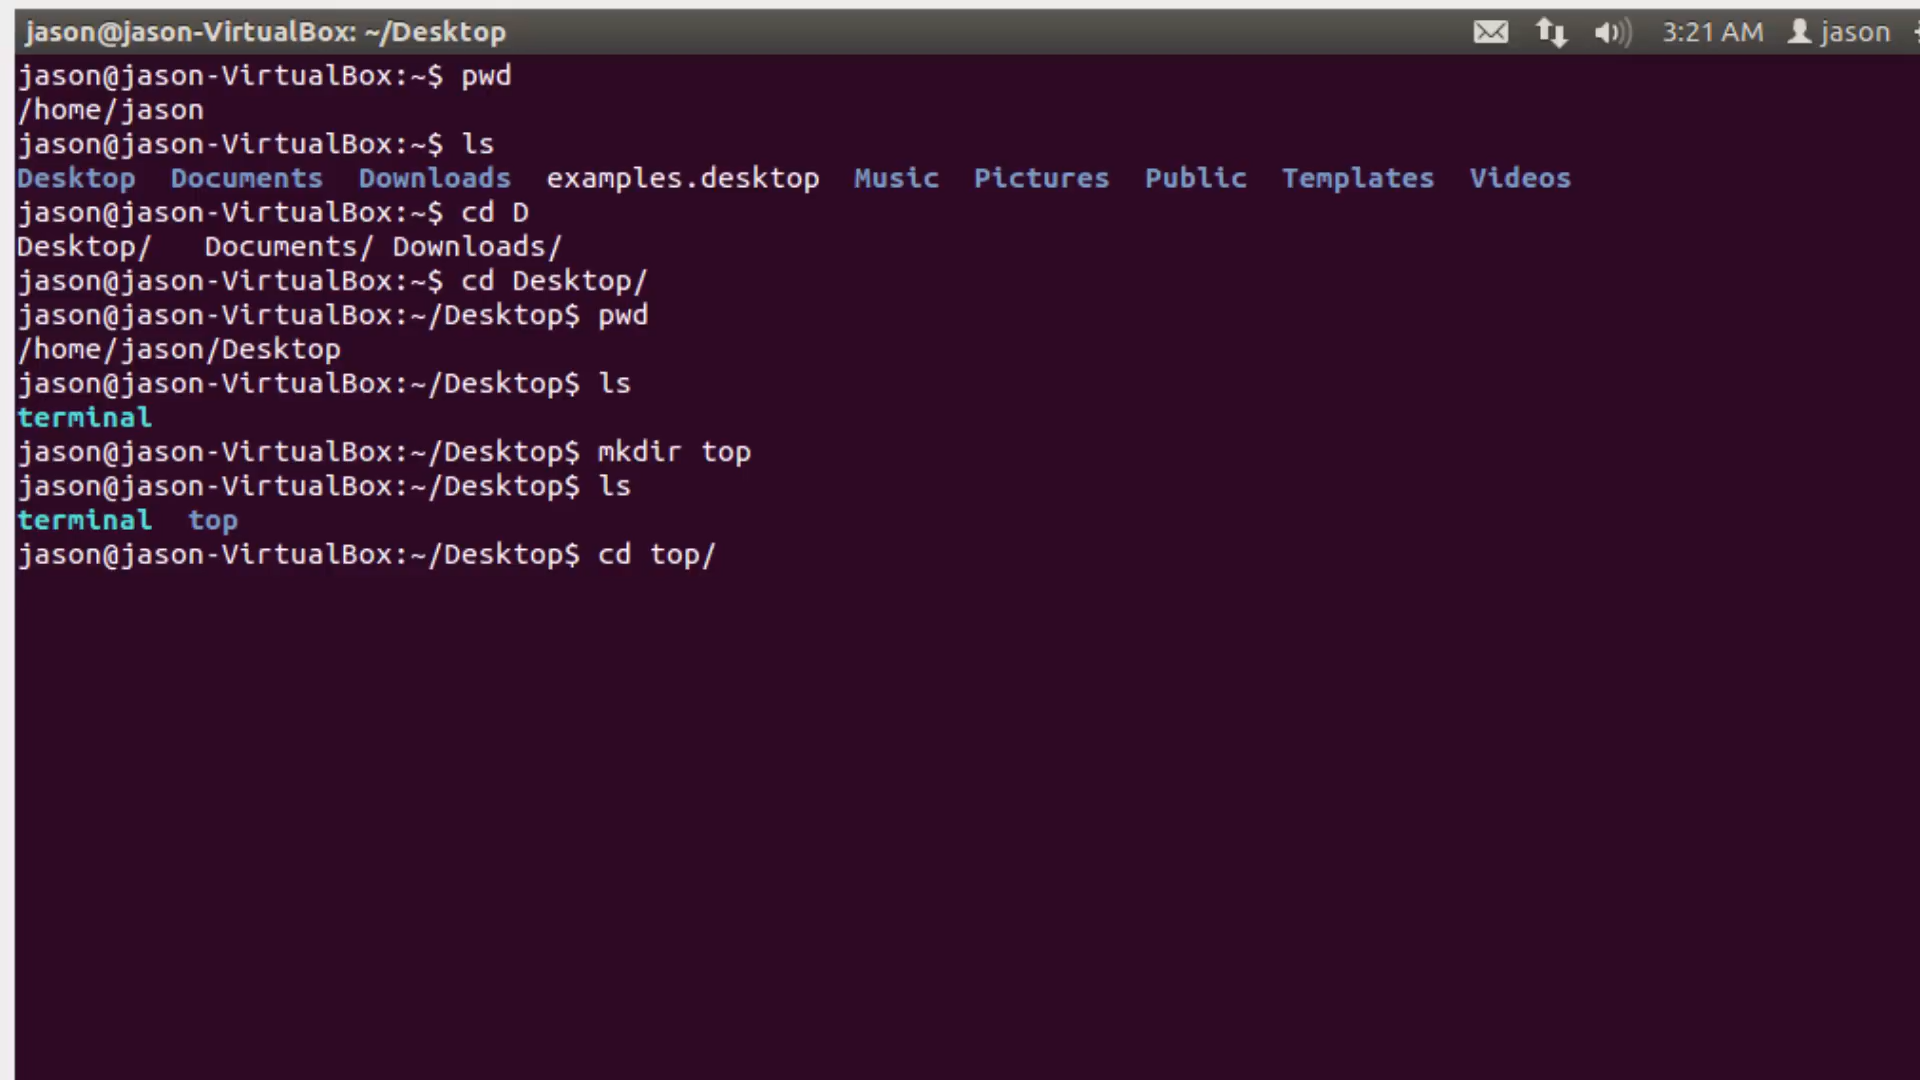 jason@jason-VirtualBox: ~/Desktop 3:21 AM jason
jason@jason-VirtualBox:~$ pwd
/home/jason
jason@jason-VirtualBox:~$ ls
Desktop Documents Downloads examples.desktop Music Pictures Public Templates Videos
jason@jason-VirtualBox:~$ cd D
Desktop/ Documents/ Downloads/
jason@jason-VirtualBox:~$ cd Desktop/
jason@jason-VirtualBox:~/Desktop$ pwd
/home/jason/Desktop
jason@jason-VirtualBox:~/Desktop$ ls
terminal
jason@jason-VirtualBox:~/Desktop$ mkdir top
jason@jason-VirtualBox:~/Desktop$ ls
terminal top
jason@jason-VirtualBox:~/Desktop$ cd top/